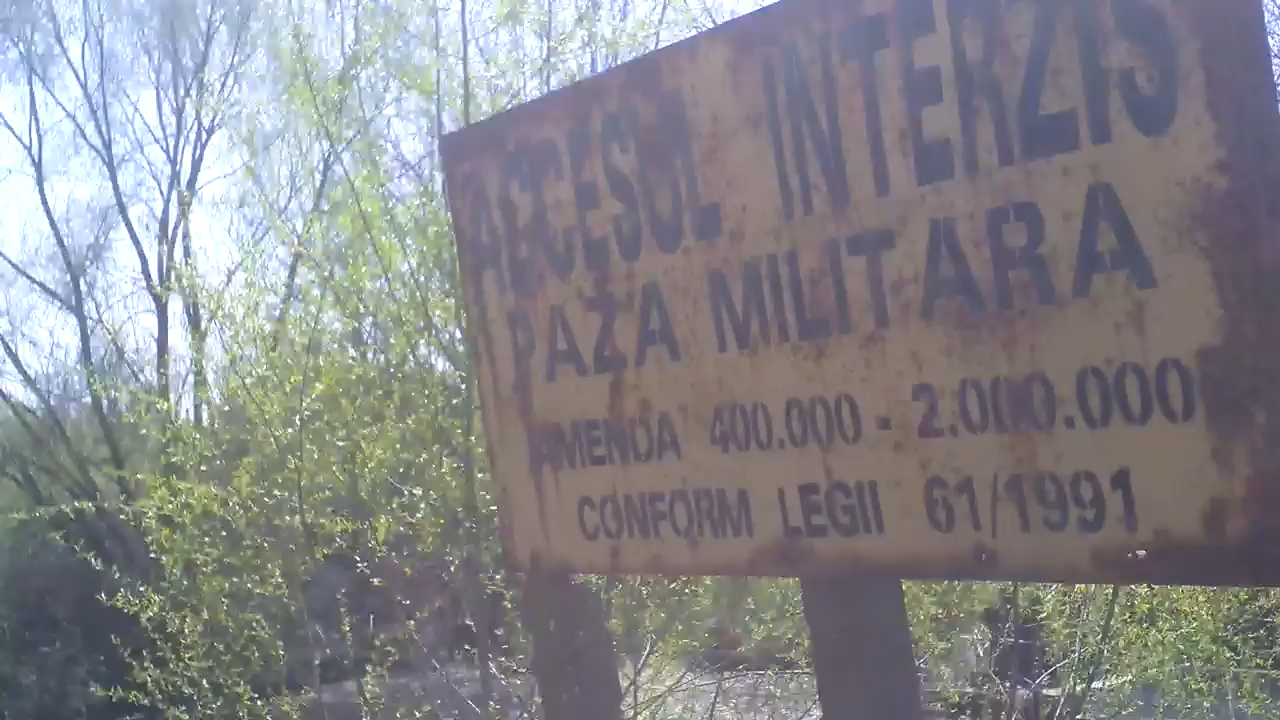 ACCESUL INTERZIS
PAZA MILITARA
AMENDA 400.000 - 2.000.000
CONFORM LEGII 61/1991